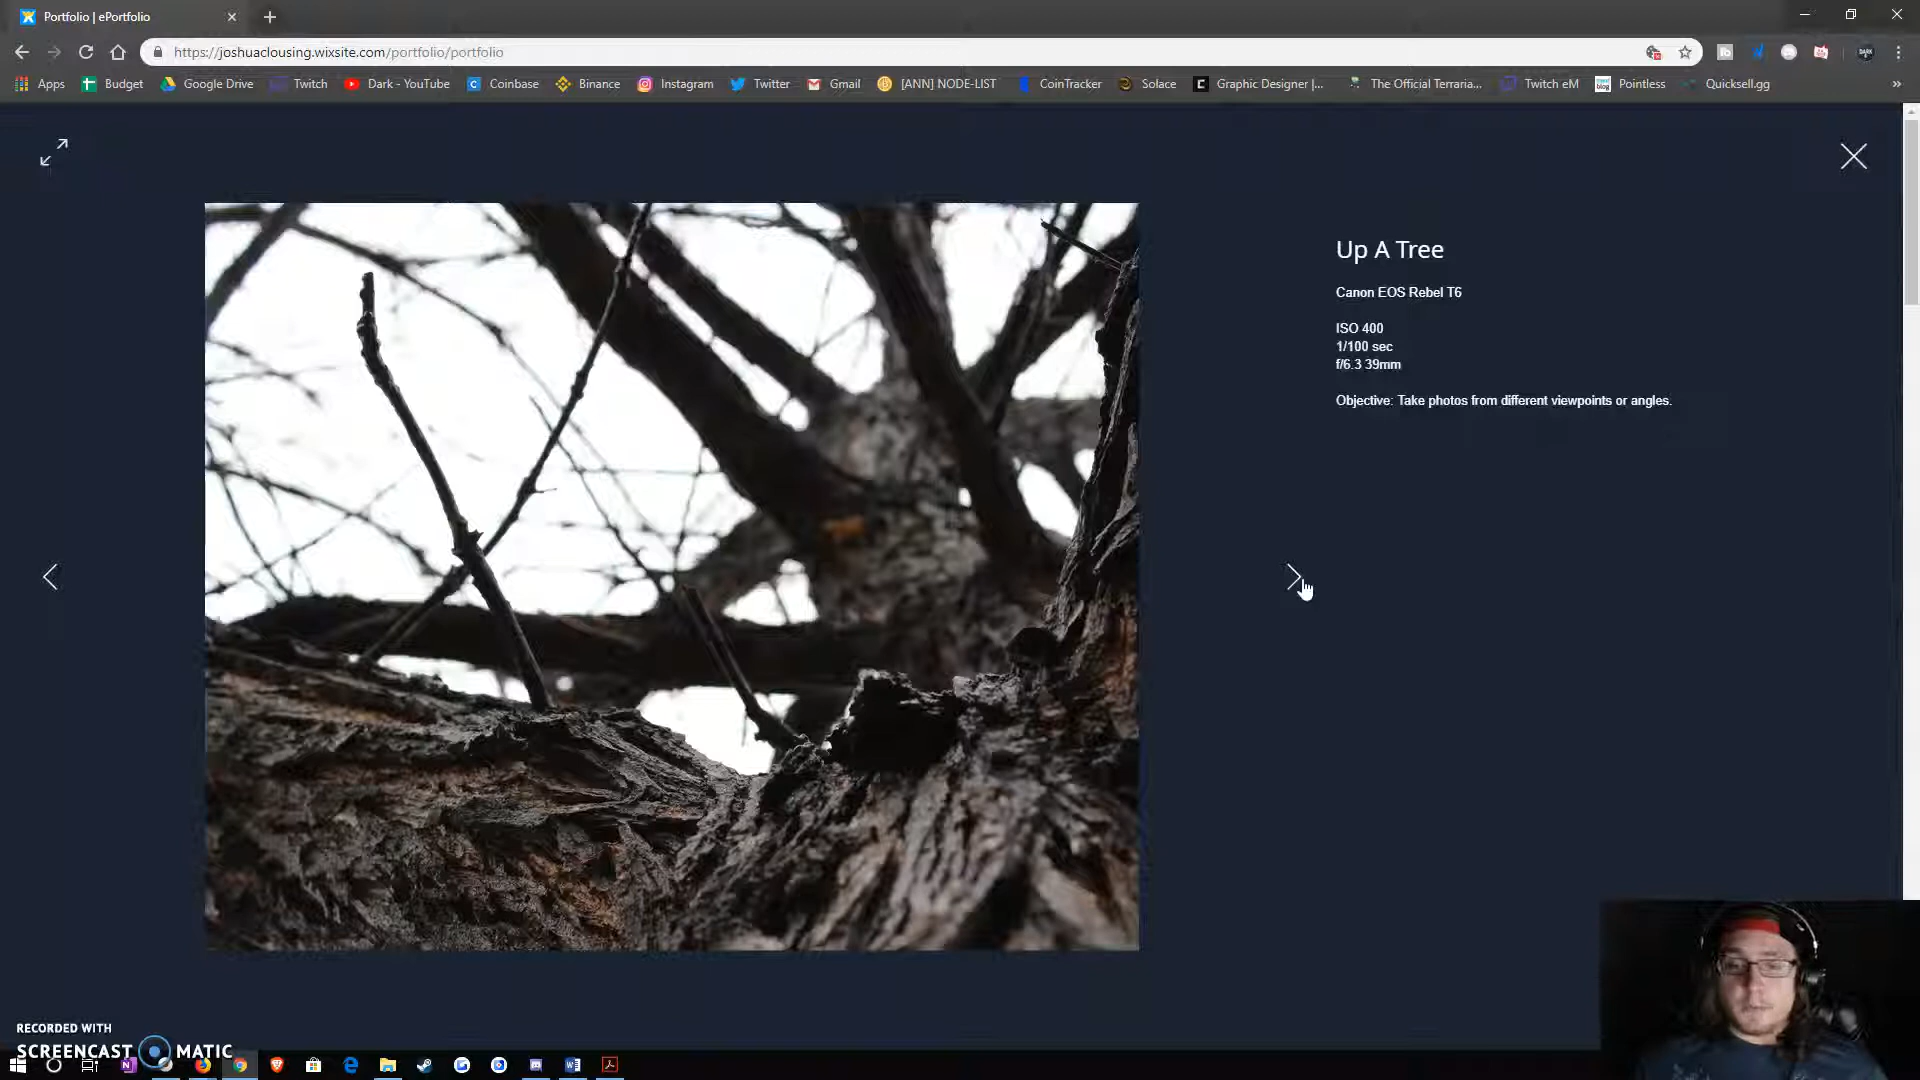 Portfolio | ePortfolio
https://joshuaclousing.wixsite.com/portfolio/portfolio
Apps Budget Google Drive Twitch Dark - YouTube Coinbase Binance Instagram Twitter Gmail [ANN] NODE-LIST CoinTracker Solace Graphic Designer |... The Official Terraria... Twitch eM Pointless Quicksell.gg »
Up A Tree
Canon EOS Rebel T6
ISO 400
1/100 sec
f/6.3 39mm
Objective: Take photos from different viewpoints or angles.
RECORDED WITH
SCREENCAST MATIC